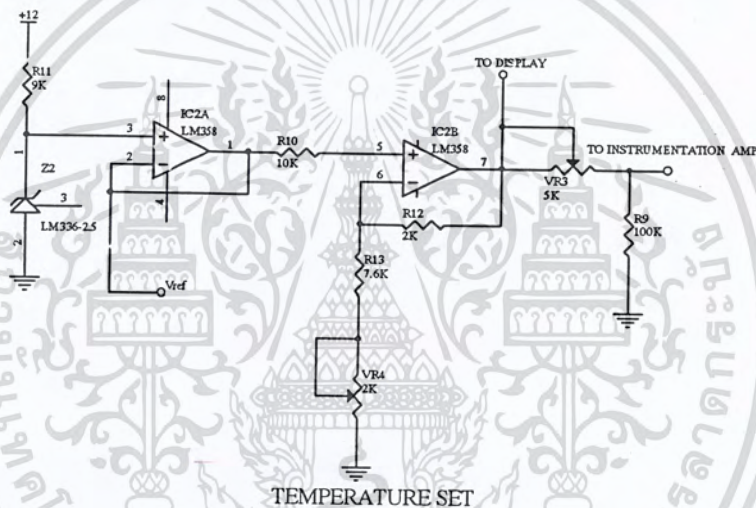 +12
R11
9K
8
IC2A
LM358
3
+
1
2
-
4
R10
10K
5
+
6
-
IC2B
LM358
7
TO DISPLAY
TO INSTRUMENTATION AMP
VR3
5K
R9
100K
1
Z2
3
LM336-2.5
2
Vref
R12
2K
R13
7.6K
VR4
2K
TEMPERATURE SET